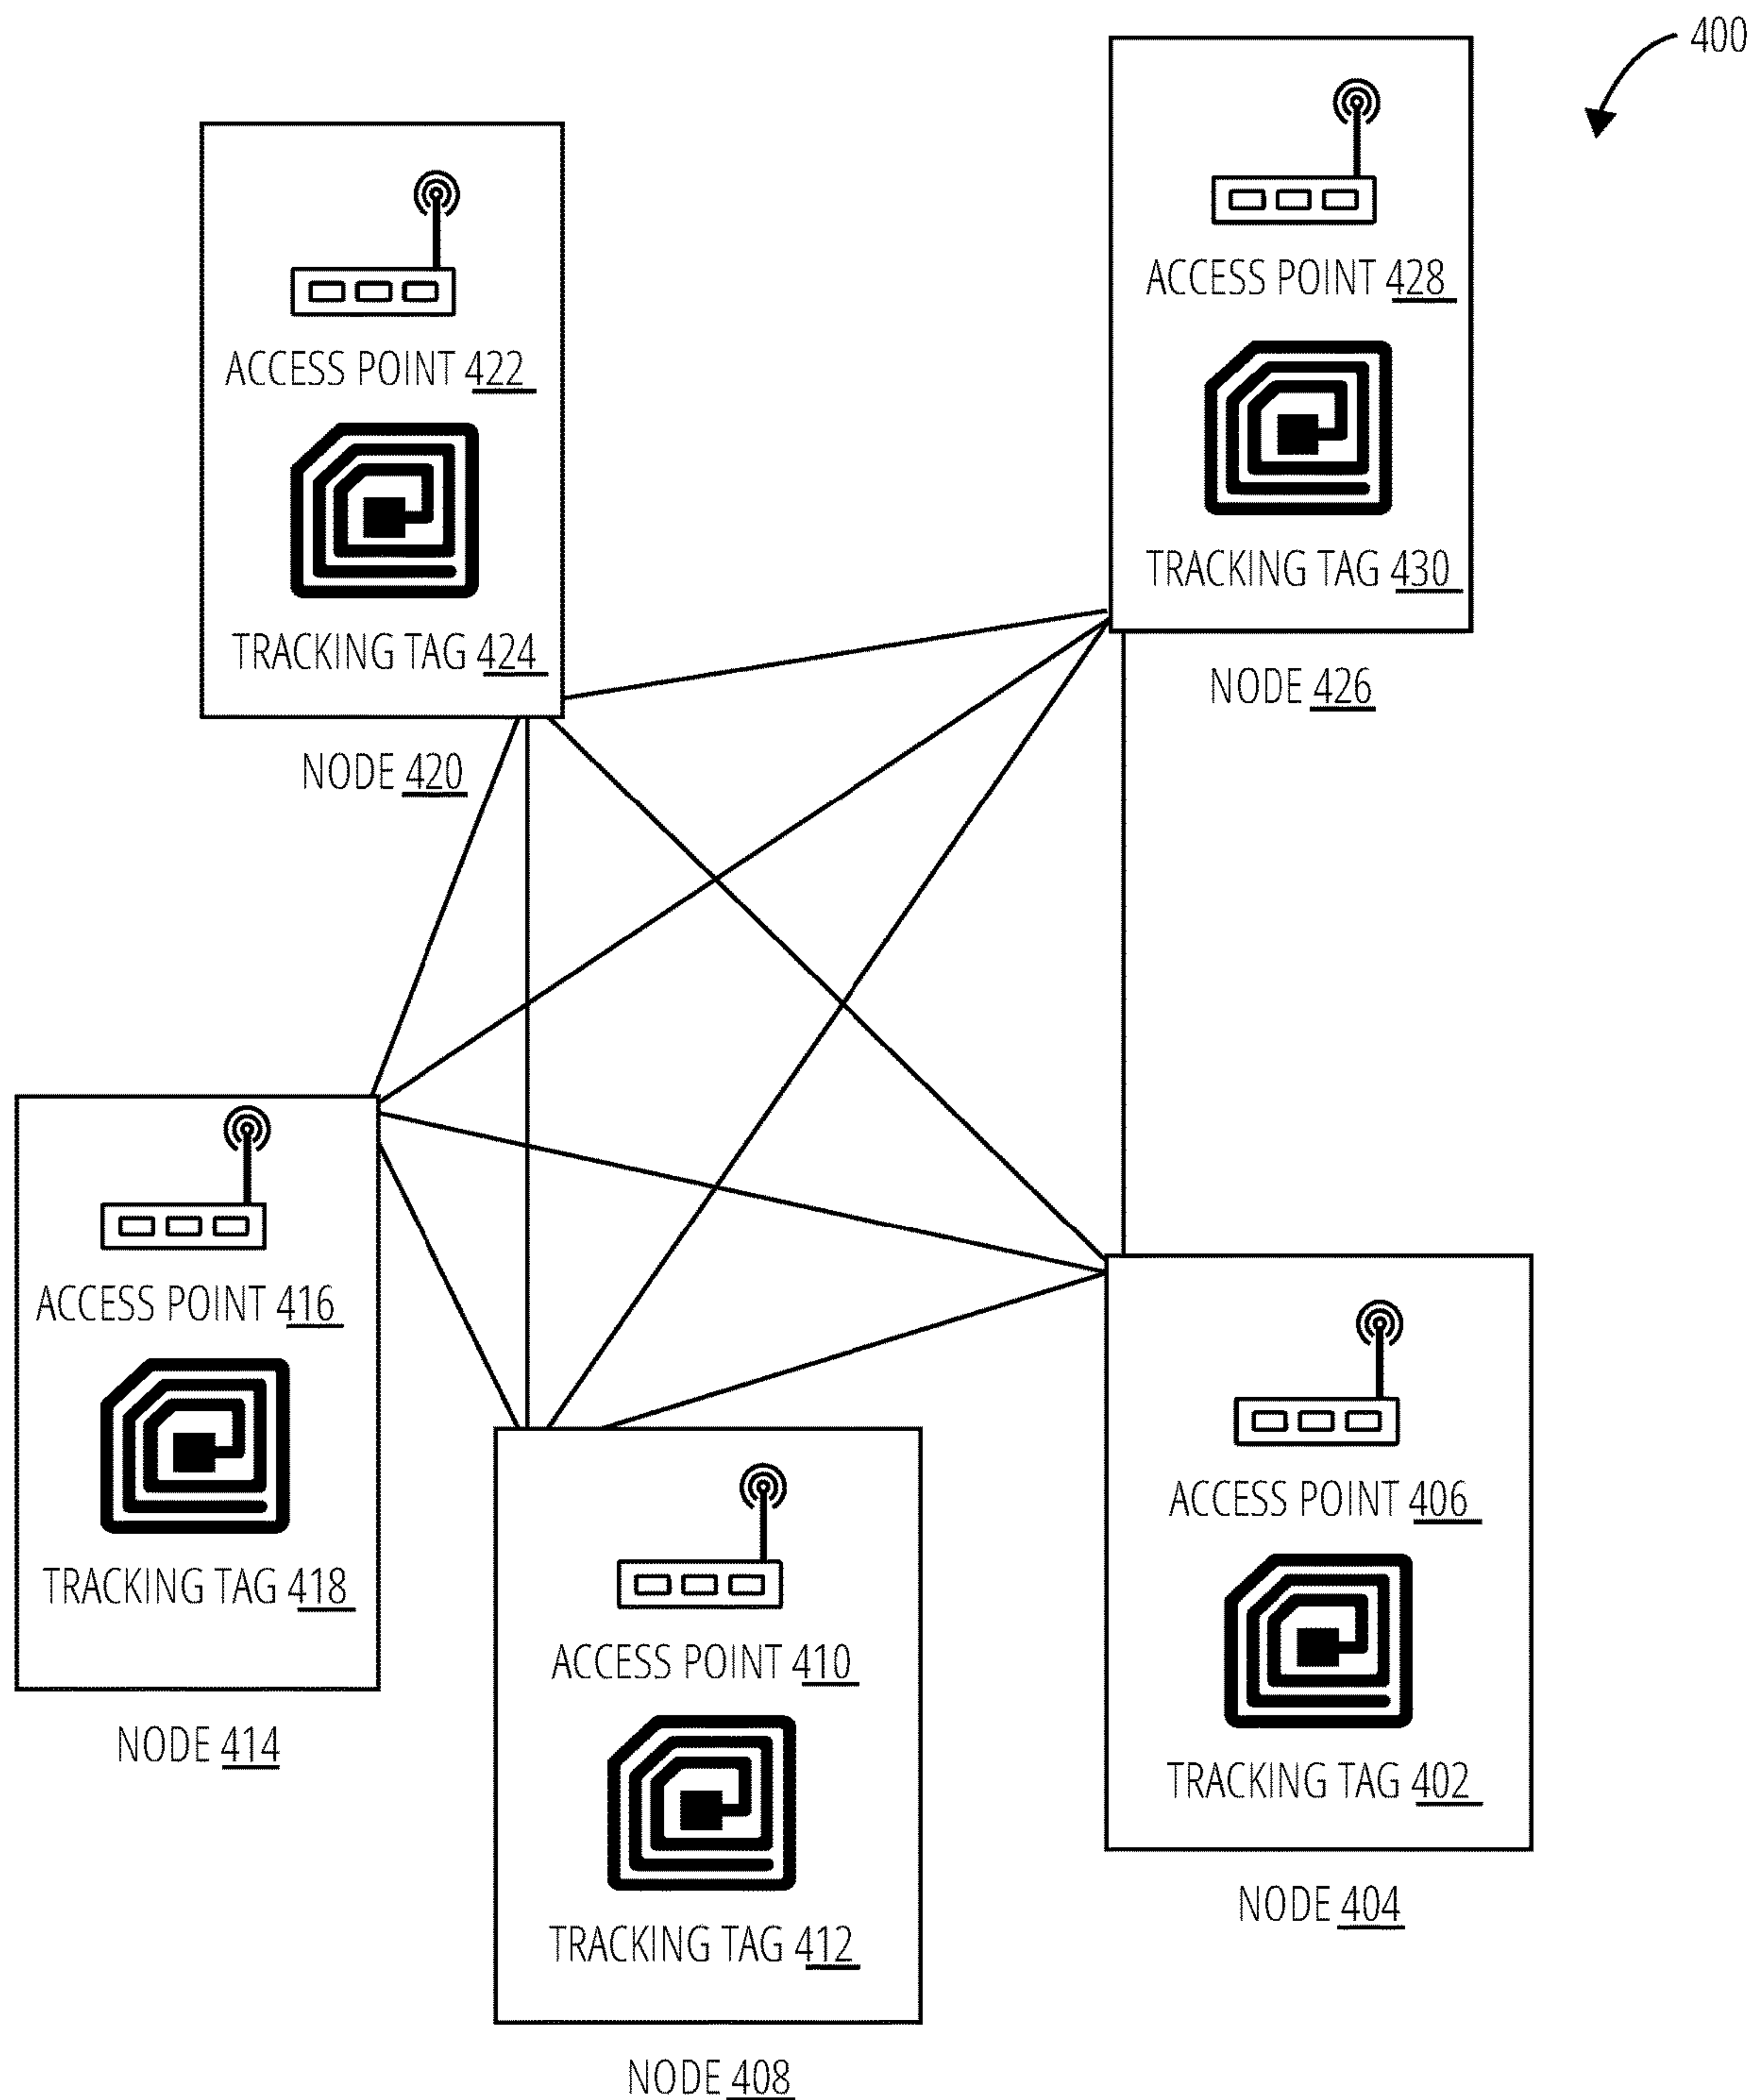 400
ACCESS POINT 428
TRACKING TAG 430
NODE 426
ACCESS POINT 422
TRACKING TAG 424
NODE 420
ACCESS POINT 416
TRACKING TAG 418
NODE 414
ACCESS POINT 410
TRACKING TAG 412
NODE 408
ACCESS POINT 406
TRACKING TAG 402
NODE 404